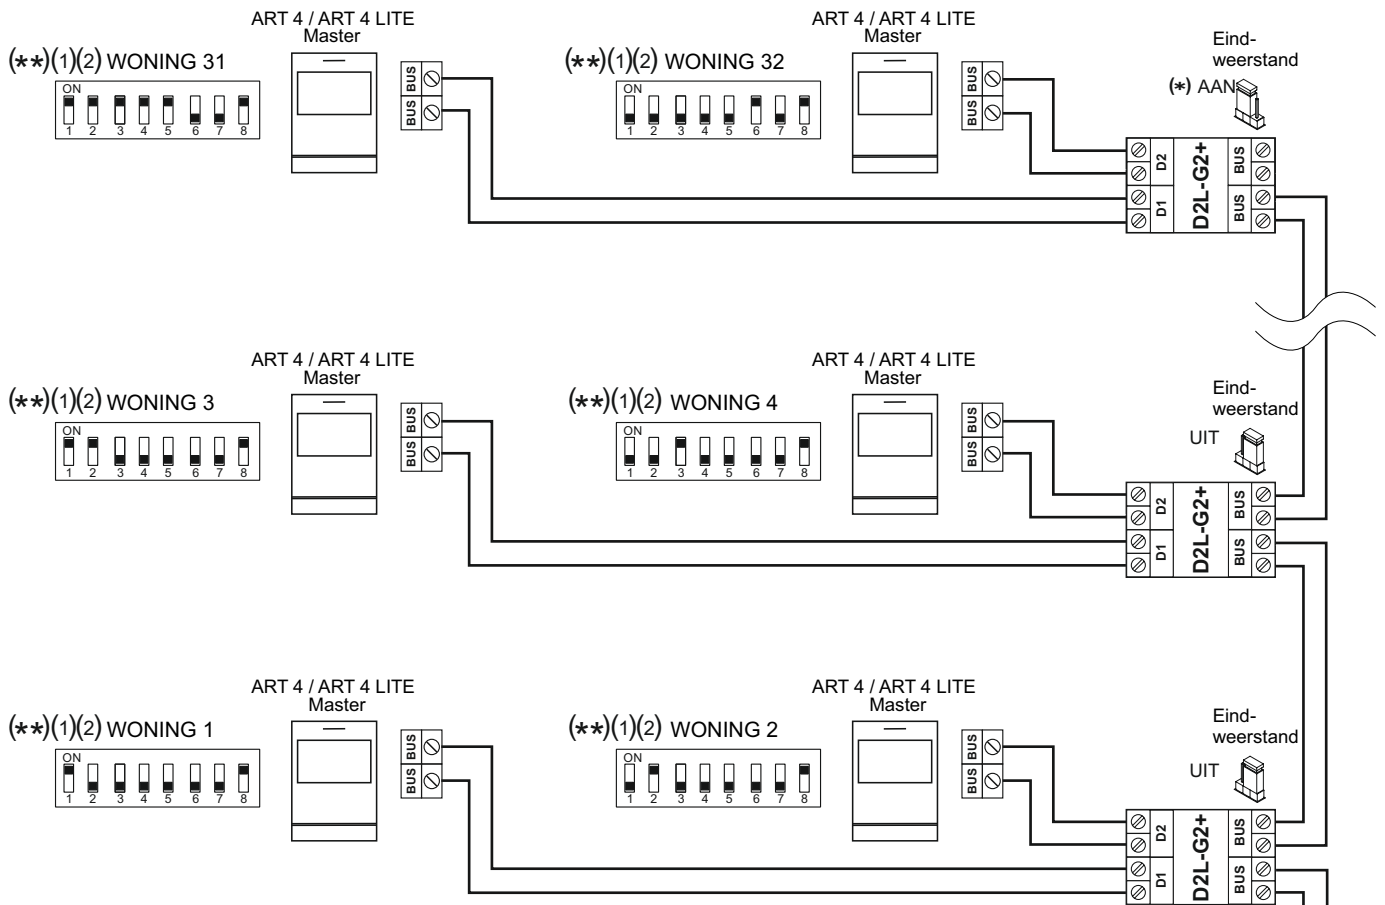 ART 4 / ART 4 LITE
Master
(**)(1)(2) WONING 31
ON
1 2 3 4 5 6 7 8
BUS
BUS
ART 4 / ART 4 LITE
Master
(**)(1)(2) WONING 32
ON
1 2 3 4 5 6 7 8
BUS
BUS
Eind-
weerstand
(*) AAN
D2
D1
D2L-G2+
BUS
BUS
ART 4 / ART 4 LITE
Master
(**)(1)(2) WONING 3
ON
1 2 3 4 5 6 7 8
BUS
BUS
ART 4 / ART 4 LITE
Master
(**)(1)(2) WONING 4
ON
1 2 3 4 5 6 7 8
BUS
BUS
Eind-
weerstand
UIT
D2
D1
D2L-G2+
BUS
BUS
ART 4 / ART 4 LITE
Master
(**)(1)(2) WONING 1
ON
1 2 3 4 5 6 7 8
BUS
BUS
ART 4 / ART 4 LITE
Master
(**)(1)(2) WONING 2
ON
1 2 3 4 5 6 7 8
BUS
BUS
Eind-
weerstand
UIT
D2
D1
D2L-G2+
BUS
BUS